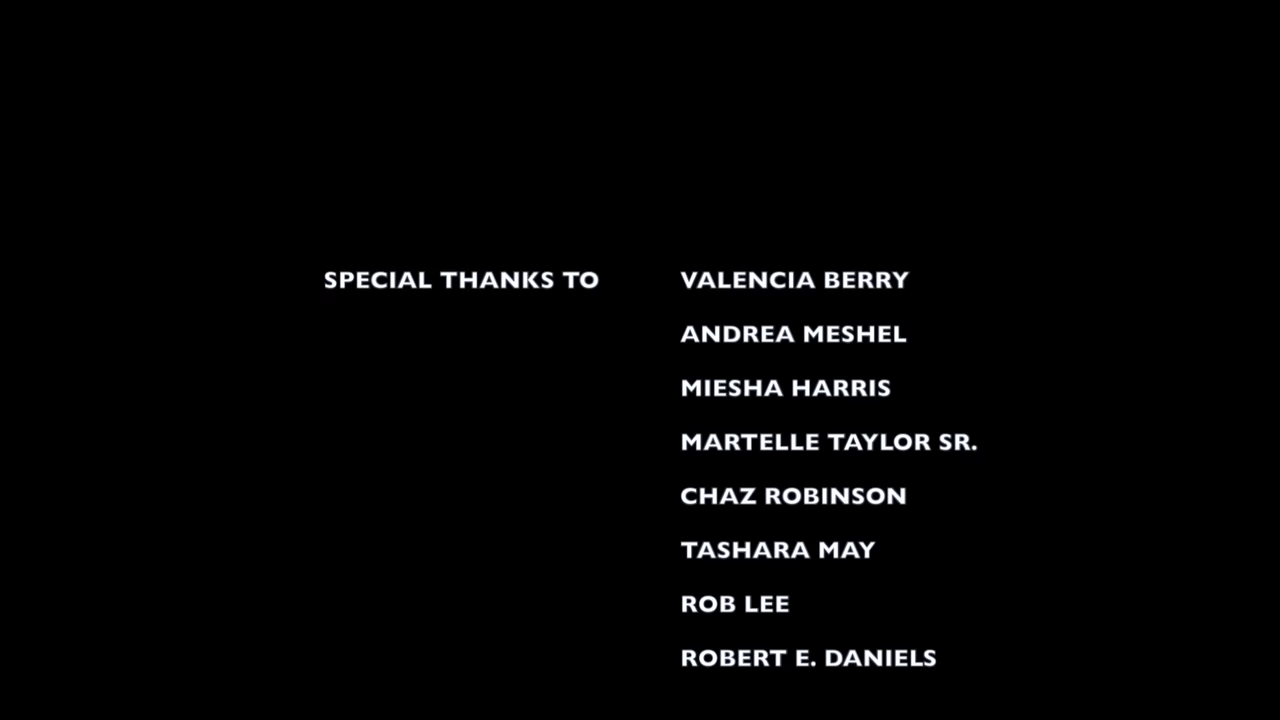 SPECIAL THANKS TO VALENCIA BERRY
ANDREA MESHEL
MIESHA HARRIS
MARTELLE TAYLOR SR.
CHAZ ROBINSON
TASHARA MAY
ROB LEE
ROBERT E. DANIELS